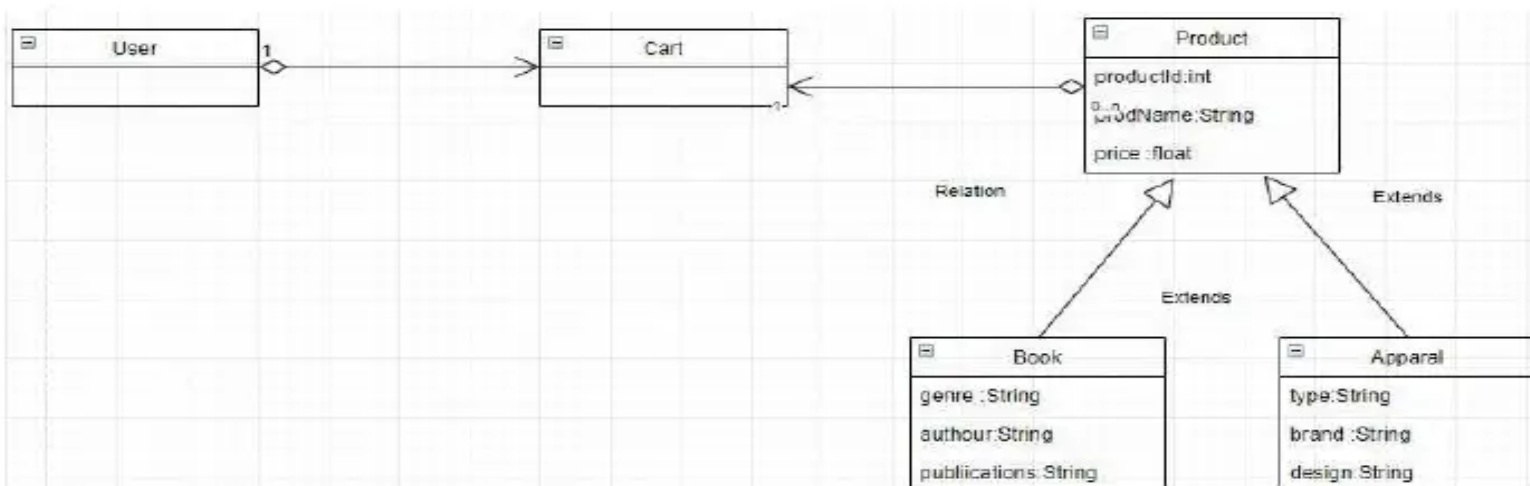 User
1
Cart
1
Product
productId:int
prodName:String
price :float
Relation
Extends
Extends
Book
genre :String
authour:String
publiications:String
Apparal
type:String
brand :String
design:String